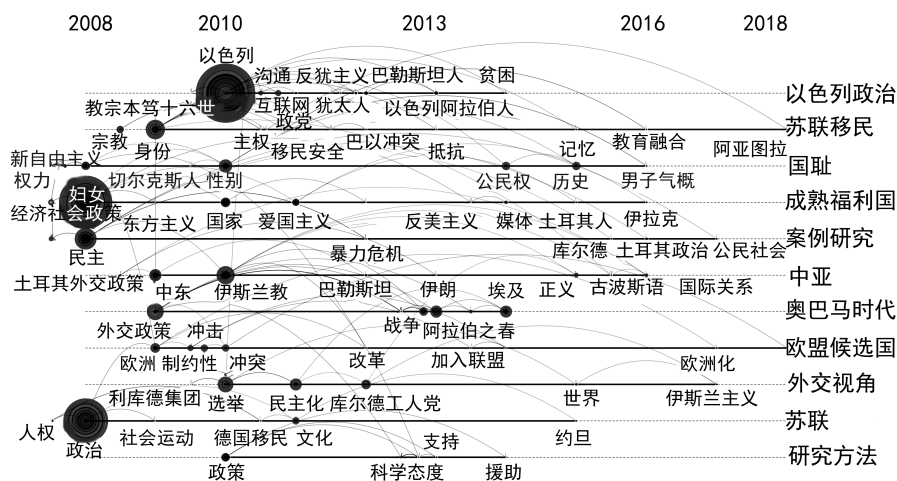 2008 2010 2013 2016 2018
以色列
沟通 反犹主义 巴勒斯坦人 贫困
以色列政治
教宗本笃十六世 互联网 犹太人 以色列阿拉伯人
政党
苏联移民
宗教 身份 主权 移民安全 巴以冲突 抵抗 记忆 教育融合 阿亚图拉
新自由主义
国耻
权力 切尔克斯人 性别 公民权 历史 男子气概
妇女
成熟福利国
经济社会政策 东方主义 国家 爱国主义 反美主义 媒体 土耳其人 伊拉克
案例研究
民主 暴力危机 库尔德 土耳其政治 公民社会
中亚
土耳其外交政策 中东 伊斯兰教 巴勒斯坦 伊朗 埃及 正义 古波斯语 国际关系
奥巴马时代
外交政策 冲击 战争 阿拉伯之春
欧盟候选国
欧洲 制约性 冲突 改革 加入联盟 欧洲化
外交视角
利库德集团 选举 民主化 库尔德工人党 世界 伊斯兰主义
苏联
人权 政治 社会运动 德国移民 文化 支持 约旦
研究方法
政策 科学态度 援助